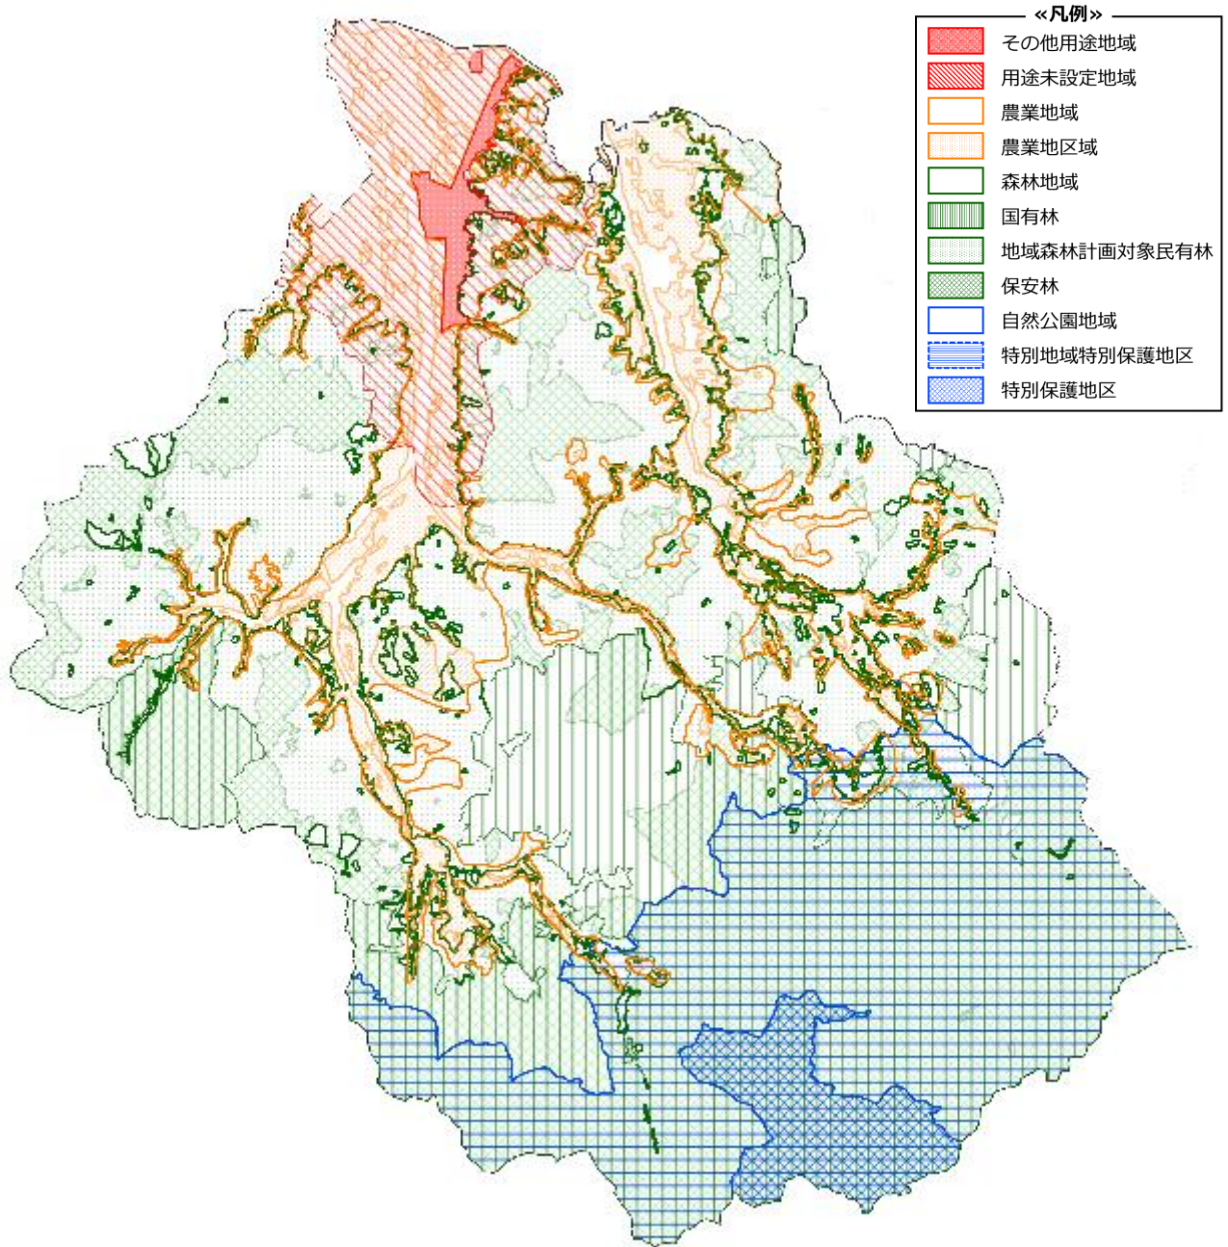 ≪凡例≫
その他用途地域
用途未設定地域
農業地域
農業地区域
森林地域
国有林
地域森林計画対象民有林
保安林
自然公園地域
特別地域特別保護地区
特別保護地区